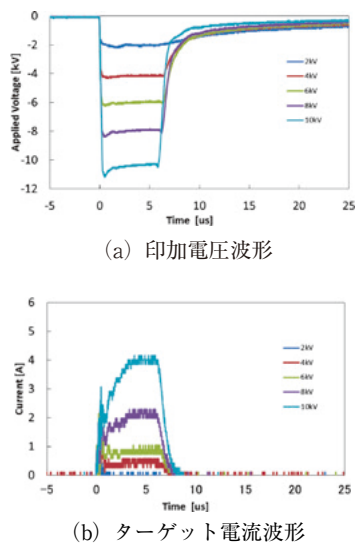 0
-2
-4
-6
-8
-10
-12
Applied Voltage [kV]
-5 0 5 10 15 20 25
Time [us]
2kV
4kV
6kV
8kV
10kV
(a) 印加電圧波形
6
5
4
3
2
1
0
Current [A]
-5 0 5 10 15 20 25
Time [us]
2kV
4kV
6kV
8kV
10kV
(b) ターゲット電流波形